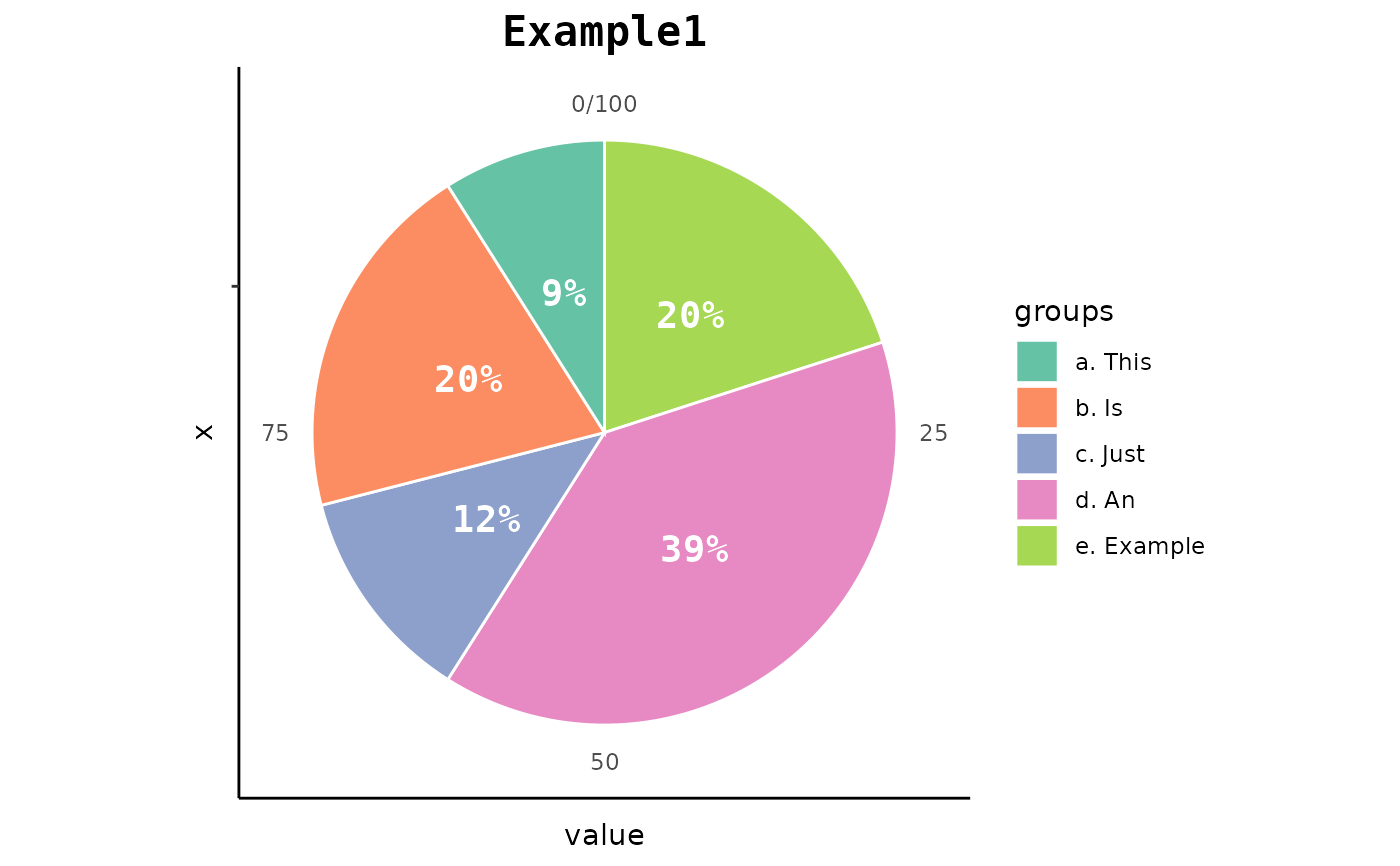 Example1
0/100
9%
20%
20%
75
x
25
12%
39%
50
value
groups
a. This
b. Is
c. Just
d. An
e. Example